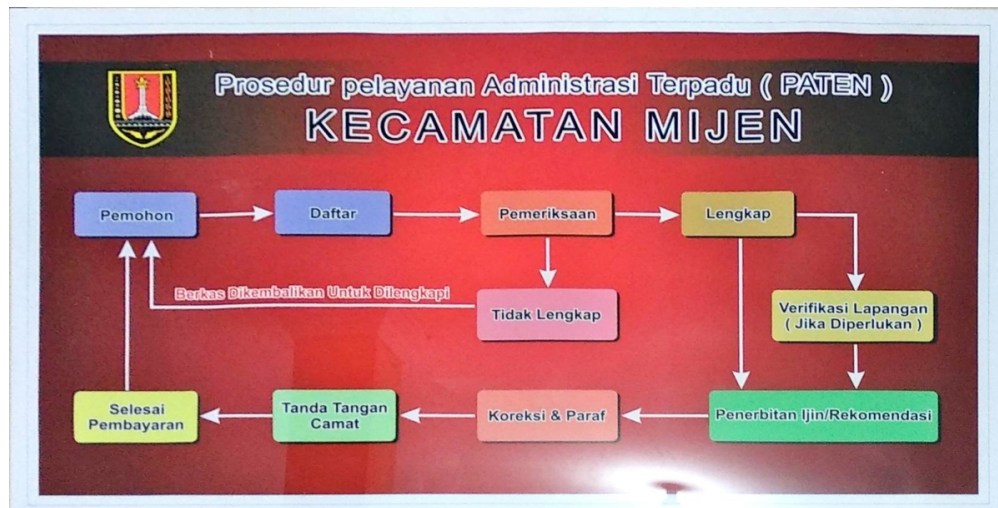 Prosedur pelayanan Administrasi Terpadu ( PATEN )
KECAMATAN MIJEN
Pemohon
Daftar
Pemeriksaan
Lengkap
Berkas Dikembalikan Untuk Dilengkapi
Tidak Lengkap
Verifikasi Lapangan
( Jika Diperlukan )
Selesai
Pembayaran
Tanda Tangan
Camat
Koreksi & Paraf
Penerbitan Ijin/Rekomendasi